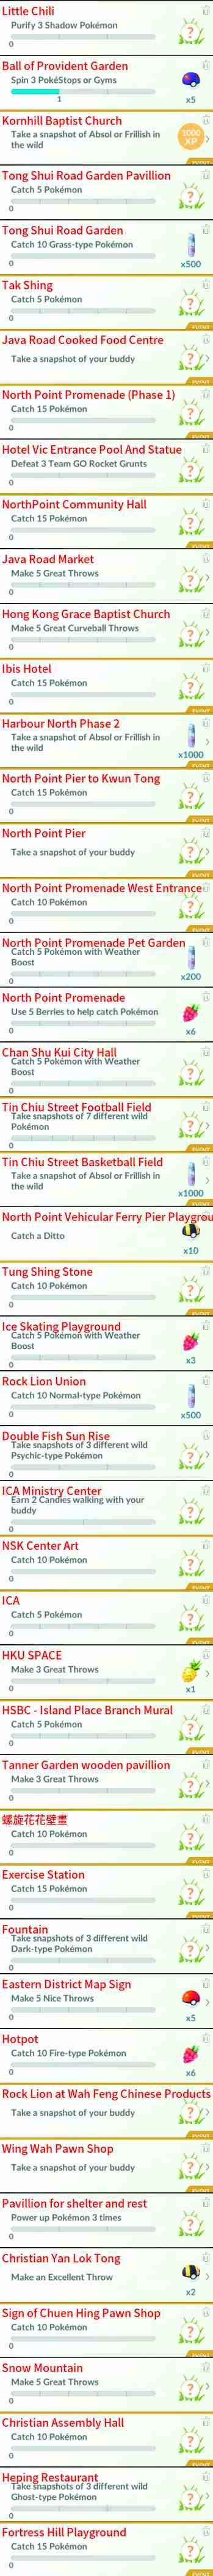 Little Chili
Purify 3 Shadow Pokémon
0
Ball of Provident Garden
Spin 3 PokéStops or Gyms
1
x5
Kornhill Baptist Church
Take a snapshot of Absol or Frillish in
the wild
1000
XP
Tong Shui Road Garden Pavillion
Catch 5 Pokémon
0
Tong Shui Road Garden
Catch 10 Grass-type Pokémon
0
x500
Tak Shing
Catch 5 Pokémon
0
EVENT
Java Road Cooked Food Centre
Take a snapshot of your buddy
EVENT
North Point Promenade (Phase 1)
Catch 15 Pokémon
0
EVENT
Hotel Vic Entrance Pool And Statue
Defeat 3 Team GO Rocket Grunts
0
NorthPoint Community Hall
Catch 15 Pokémon
0
EVENT
Java Road Market
Make 5 Great Throws
0
Hong Kong Grace Baptist Church
Make 5 Great Curveball Throws
0
Ibis Hotel
Catch 15 Pokémon
0
EVENT
Harbour North Phase 2
Take a snapshot of Absol or Frillish in
the wild
x1000
EVENT
North Point Pier to Kwun Tong
Catch 15 Pokémon
0
EVENT
North Point Pier
Take a snapshot of your buddy
EVENT
North Point Promenade West Entrance
Catch 10 Pokémon
0
North Point Promenade Pet Garden
Catch 5 Pokémon with Weather
Boost
0
x200
North Point Promenade
Use 5 Berries to help catch Pokémon
0
x6
Chan Shu Kui City Hall
Catch 5 Pokémon with Weather
Boost
0
Tin Chiu Street Football Field
Take snapshots of 7 different wild
Pokémon
0
EVENT
Tin Chiu Street Basketball Field
Take a snapshot of Absol or Frillish in
the wild
x1000
EVENT
North Point Vehicular Ferry Pier Playgrou
Catch a Ditto
x10
Tung Shing Stone
Catch 10 Pokémon
0
Ice Skating Playground
Catch 5 Pokémon with Weather
Boost
0
x3
Rock Lion Union
Catch 10 Normal-type Pokémon
0
x500
Double Fish Sun Rise
Take snapshots of 3 different wild
Psychic-type Pokémon
0
EVENT
ICA Ministry Center
Earn 2 Candies walking with your
buddy
0
NSK Center Art
Catch 10 Pokémon
0
EVENT
ICA
Catch 5 Pokémon
0
EVENT
HKU SPACE
Make 3 Great Throws
0
x1
HSBC - Island Place Branch Mural
Catch 5 Pokémon
0
EVENT
Tanner Garden wooden pavillion
Make 3 Great Throws
0
螺旋花花壁畫
Catch 10 Pokémon
0
Exercise Station
Catch 15 Pokémon
0
EVENT
Fountain
Take snapshots of 3 different wild
Dark-type Pokémon
0
Eastern District Map Sign
Make 5 Nice Throws
0
x5
Hotpot
Catch 10 Fire-type Pokémon
0
x6
Rock Lion at Wah Feng Chinese Products
Take a snapshot of your buddy
EVENT
Wing Wah Pawn Shop
Take a snapshot of your buddy
EVENT
Pavillion for shelter and rest
Power up Pokémon 3 times
0
Christian Yan Lok Tong
Make an Excellent Throw
x2
Sign of Chuen Hing Pawn Shop
Catch 10 Pokémon
0
EVENT
Snow Mountain
Make 5 Great Throws
0
Christian Assembly Hall
Catch 10 Pokémon
0
EVENT
Heping Restaurant
Take snapshots of 3 different wild
Ghost-type Pokémon
0
EVENT
Fortress Hill Playground
Catch 15 Pokémon
0
EVENT